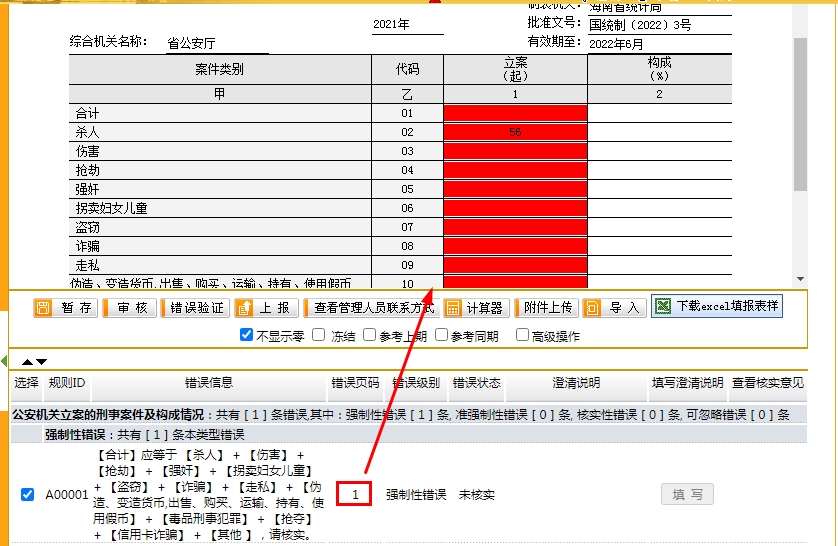 制表机关： 海南省统计局
2021年 批准文号： 国统制（2022）3号
综合机关名称： 省公安厅 有效期至： 2022年6月
案件类别 代码 立案 构成
（起） （%）
甲 乙 1 2
合计 01
杀人 02 56
伤害 03
抢劫 04
强奸 05
拐卖妇女儿童 06
盗窃 07
诈骗 08
走私 09
伪造、变造货币,出售、购买、运输、持有、使用假币 10
暂 存 审 核 错误验证 上 报 查看管理人员联系方式 计算器 附件上传 导 入 下载excel填报表样
不显示零 冻结 参考上期 参考同期 高级操作
选择 规则ID 错误信息 错误页码 错误级别 错误状态 澄清说明 填写澄清说明 查看核实意见
公安机关立案的刑事案件及构成情况：共有 [ 1 ] 条错误,其中：强制性错误 [ 1 ] 条, 准强制性错误 [ 0 ] 条, 核实性错误 [ 0 ] 条, 可忽略错误 [ 0 ] 条
强制性错误：共有 [ 1 ] 条本类型错误
【合计】应等于 【杀人】 + 【伤害】 +
【抢劫】 + 【强奸】 + 【拐卖妇女儿童】
+ 【盗窃】 + 【诈骗】 + 【走私】 + 【伪
A00001 造、变造货币,出售、购买、运输、持有、使 1 强制性错误 未核实 填 写
用假币】 + 【毒品刑事犯罪】 + 【抢夺】
+ 【信用卡诈骗】 + 【其他 】 ，请核实。